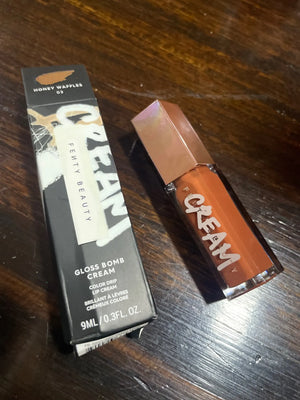 HONEY WAFFLES
05
CREAM
FENTY BEAUTY
GLOSS BOMB
CREAM
COLOR DRIP
LIP CREAM
BRILLANT À LÈVRES
CRÉMEUX COLORÉ
9ML / 0.3FL. OZ.
CREAM